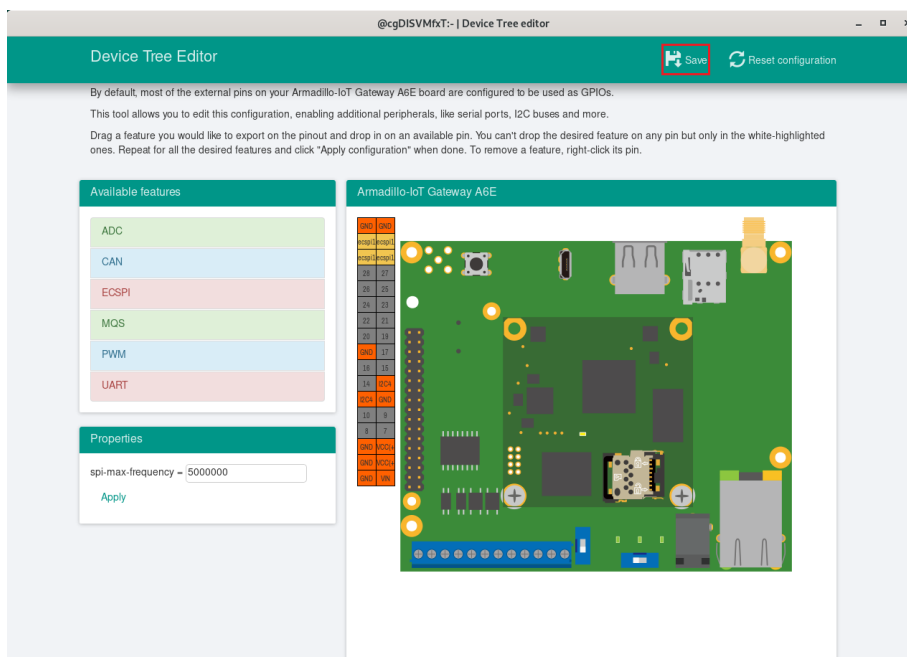 @cgDISVMfxT:- | Device Tree editor
Device Tree Editor
Save
Reset configuration
By default, most of the external pins on your Armadillo-IoT Gateway A6E board are configured to be used as GPIOs.
This tool allows you to edit this configuration, enabling additional peripherals, like serial ports, I2C buses and more.
Drag a feature you would like to export on the pinout and drop in on an available pin. You can't drop the desired feature on any pin but only in the white-highlighted
ones. Repeat for all the desired features and click "Apply configuration" when done. To remove a feature, right-click its pin.
Available features
ADC
CAN
ECSPI
MQS
PWM
UART
Properties
spi-max-frequency = 5000000
Apply
Armadillo-IoT Gateway A6E
GND GND
ecspi1 ecspi1
ecspi1 ecspi1
28 27
26 25
24 23
22 21
20 19
GND 17
16 15
14 I2C4
I2C4 GND
10 9
8 7
GND VCC(+
GND VCC(+
GND VIN